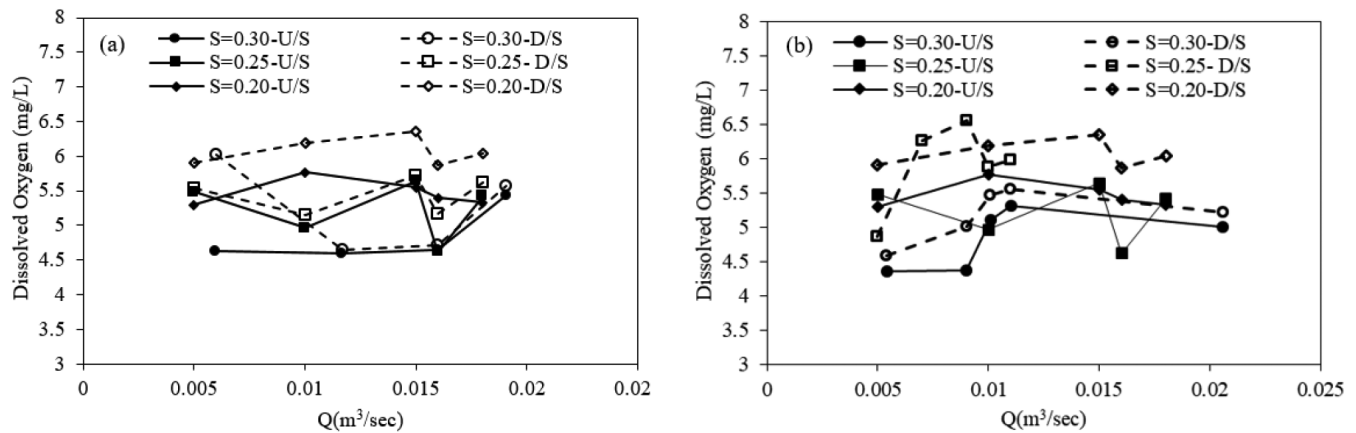 (a)
S=0.30-U/S
S=0.30-D/S
S=0.25-U/S
S=0.25- D/S
S=0.20-U/S
S=0.20-D/S
8
7.5
7
6.5
6
5.5
5
4.5
4
3.5
3
Dissolved Oxygen (mg/L)
0 0.005 0.01 0.015 0.02 0.02
Q(m³/sec)
(b)
S=0.30-U/S
S=0.30-D/S
S=0.25-U/S
S=0.25- D/S
S=0.20-U/S
S=0.20-D/S
8
7.5
7
6.5
6
5.5
5
4.5
4
3.5
3
Dissolved Oxygen (mg/L)
0 0.005 0.01 0.015 0.02 0.025
Q(m³/sec)